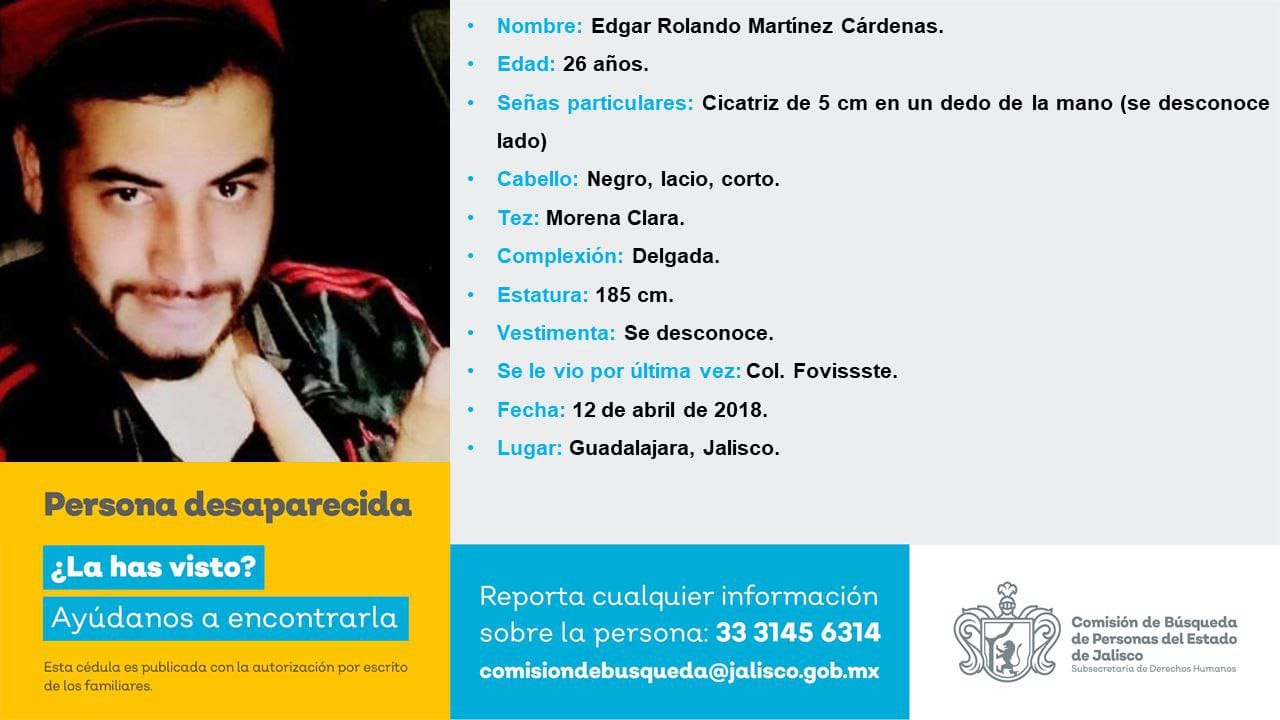 • Nombre: Edgar Rolando Martínez Cárdenas.
• Edad: 26 años.
• Señas particulares: Cicatriz de 5 cm en un dedo de la mano (se desconoce
lado)
• Cabello: Negro, lacio, corto.
• Tez: Morena Clara.
• Complexión: Delgada.
• Estatura: 185 cm.
• Vestimenta: Se desconoce.
• Se le vio por última vez: Col. Fovissste.
• Fecha: 12 de abril de 2018.
• Lugar: Guadalajara, Jalisco.
Persona desaparecida
¿La has visto?
Ayúdanos a encontrarla
Esta cédula es publicada con la autorización por escrito
de los familiares.
Reporta cualquier información
sobre la persona: 33 3145 6314
comisiondebusqueda@jalisco.gob.mx
Comisión de Búsqueda
de Personas del Estado
de Jalisco
Subsecretaría de Derechos Humanos